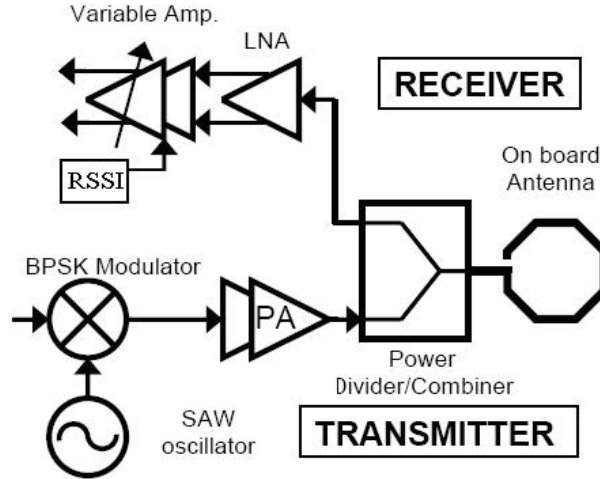 Variable Amp.
LNA
RECEIVER
RSSI
On board
Antenna
BPSK Modulator
PA
Power
Divider/Combiner
SAW
oscillator
TRANSMITTER